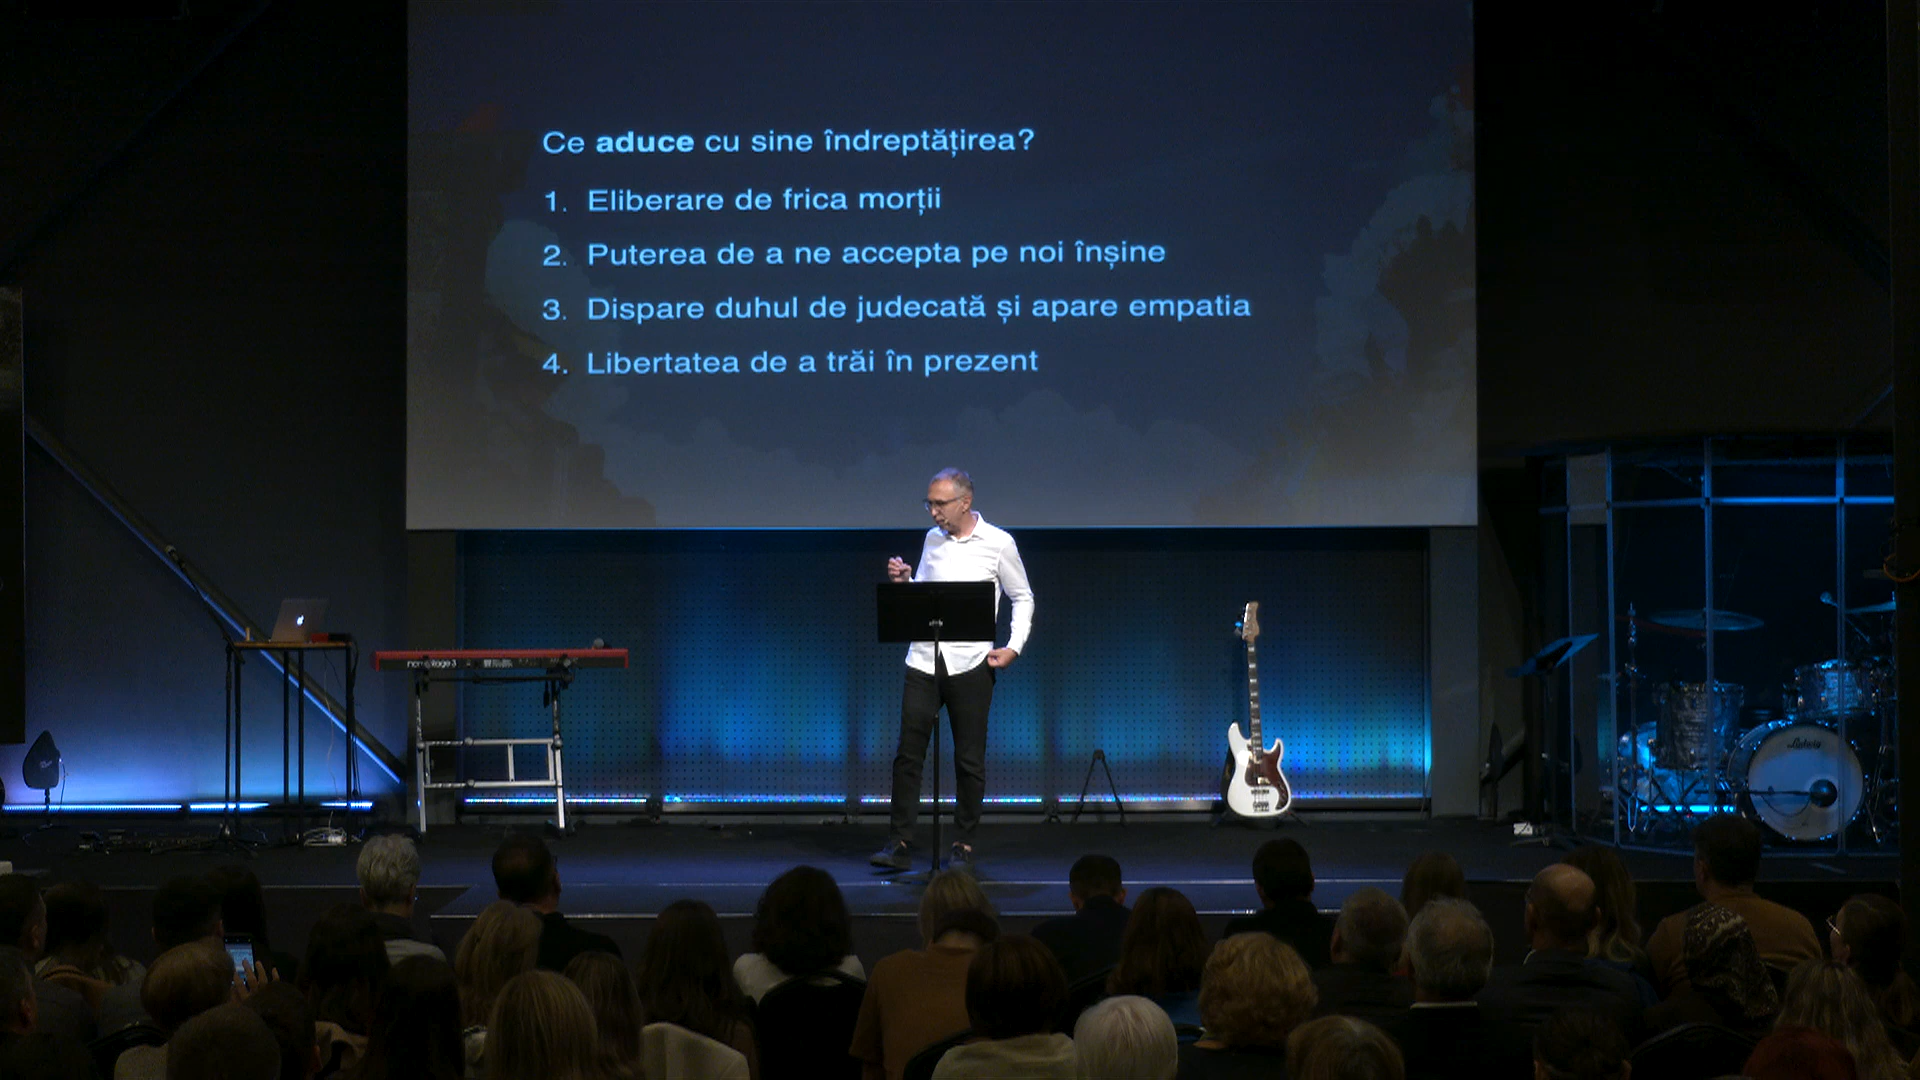 Ce aduce cu sine îndreptățirea?
1. Eliberare de frica morții
2. Puterea de a ne accepta pe noi înșine
3. Dispare duhul de judecată și apare empatia
4. Libertatea de a trăi în prezent
Ludwig